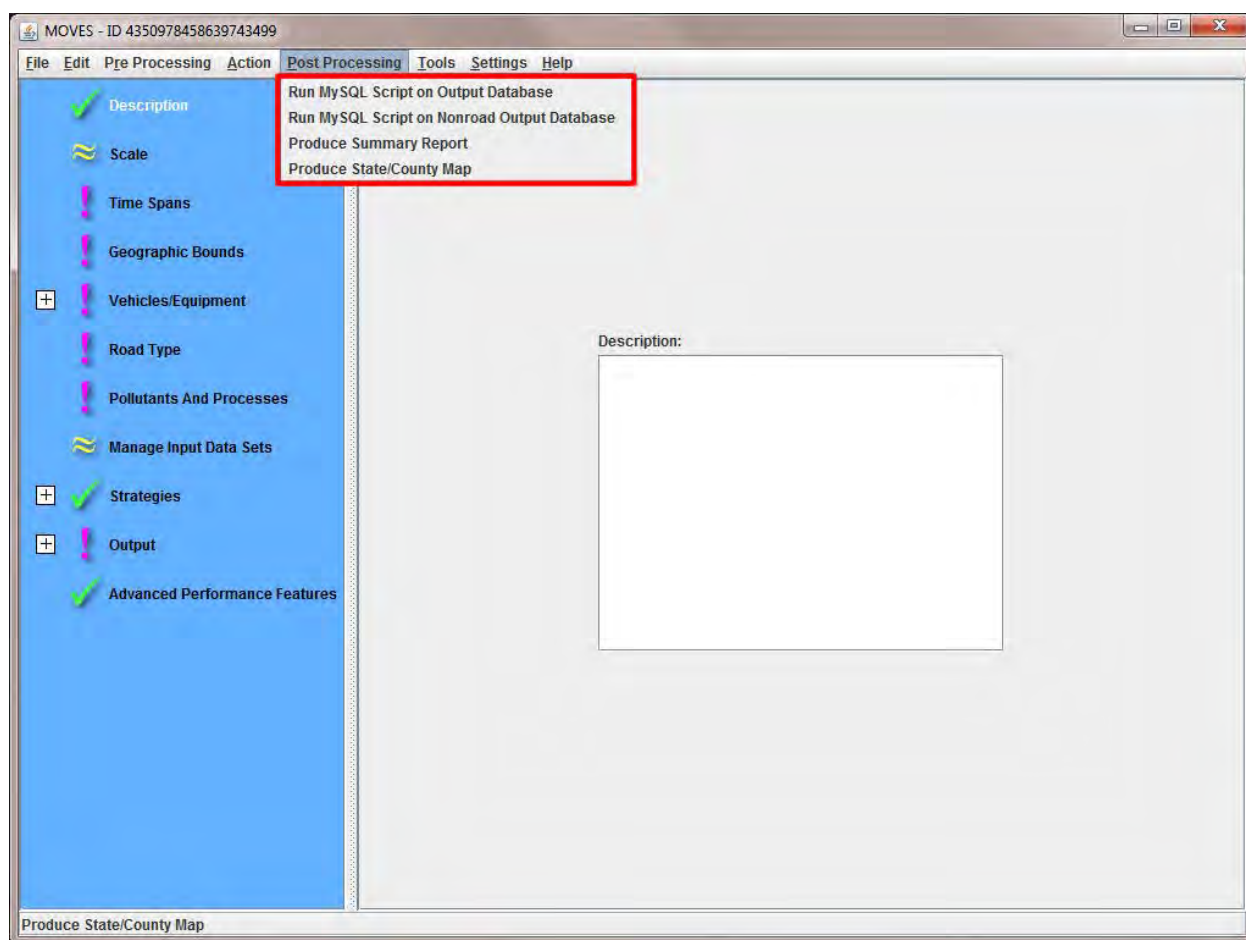 MOVES - ID 4350978458639743499
File Edit Pre Processing Action Post Processing Tools Settings Help
Run MySQL Script on Output Database
Run MySQL Script on Nonroad Output Database
Produce Summary Report
Produce State/County Map
Description
Scale
Time Spans
Geographic Bounds
Vehicles/Equipment
Road Type
Pollutants And Processes
Manage Input Data Sets
Strategies
Output
Advanced Performance Features
Description:
Produce State/County Map